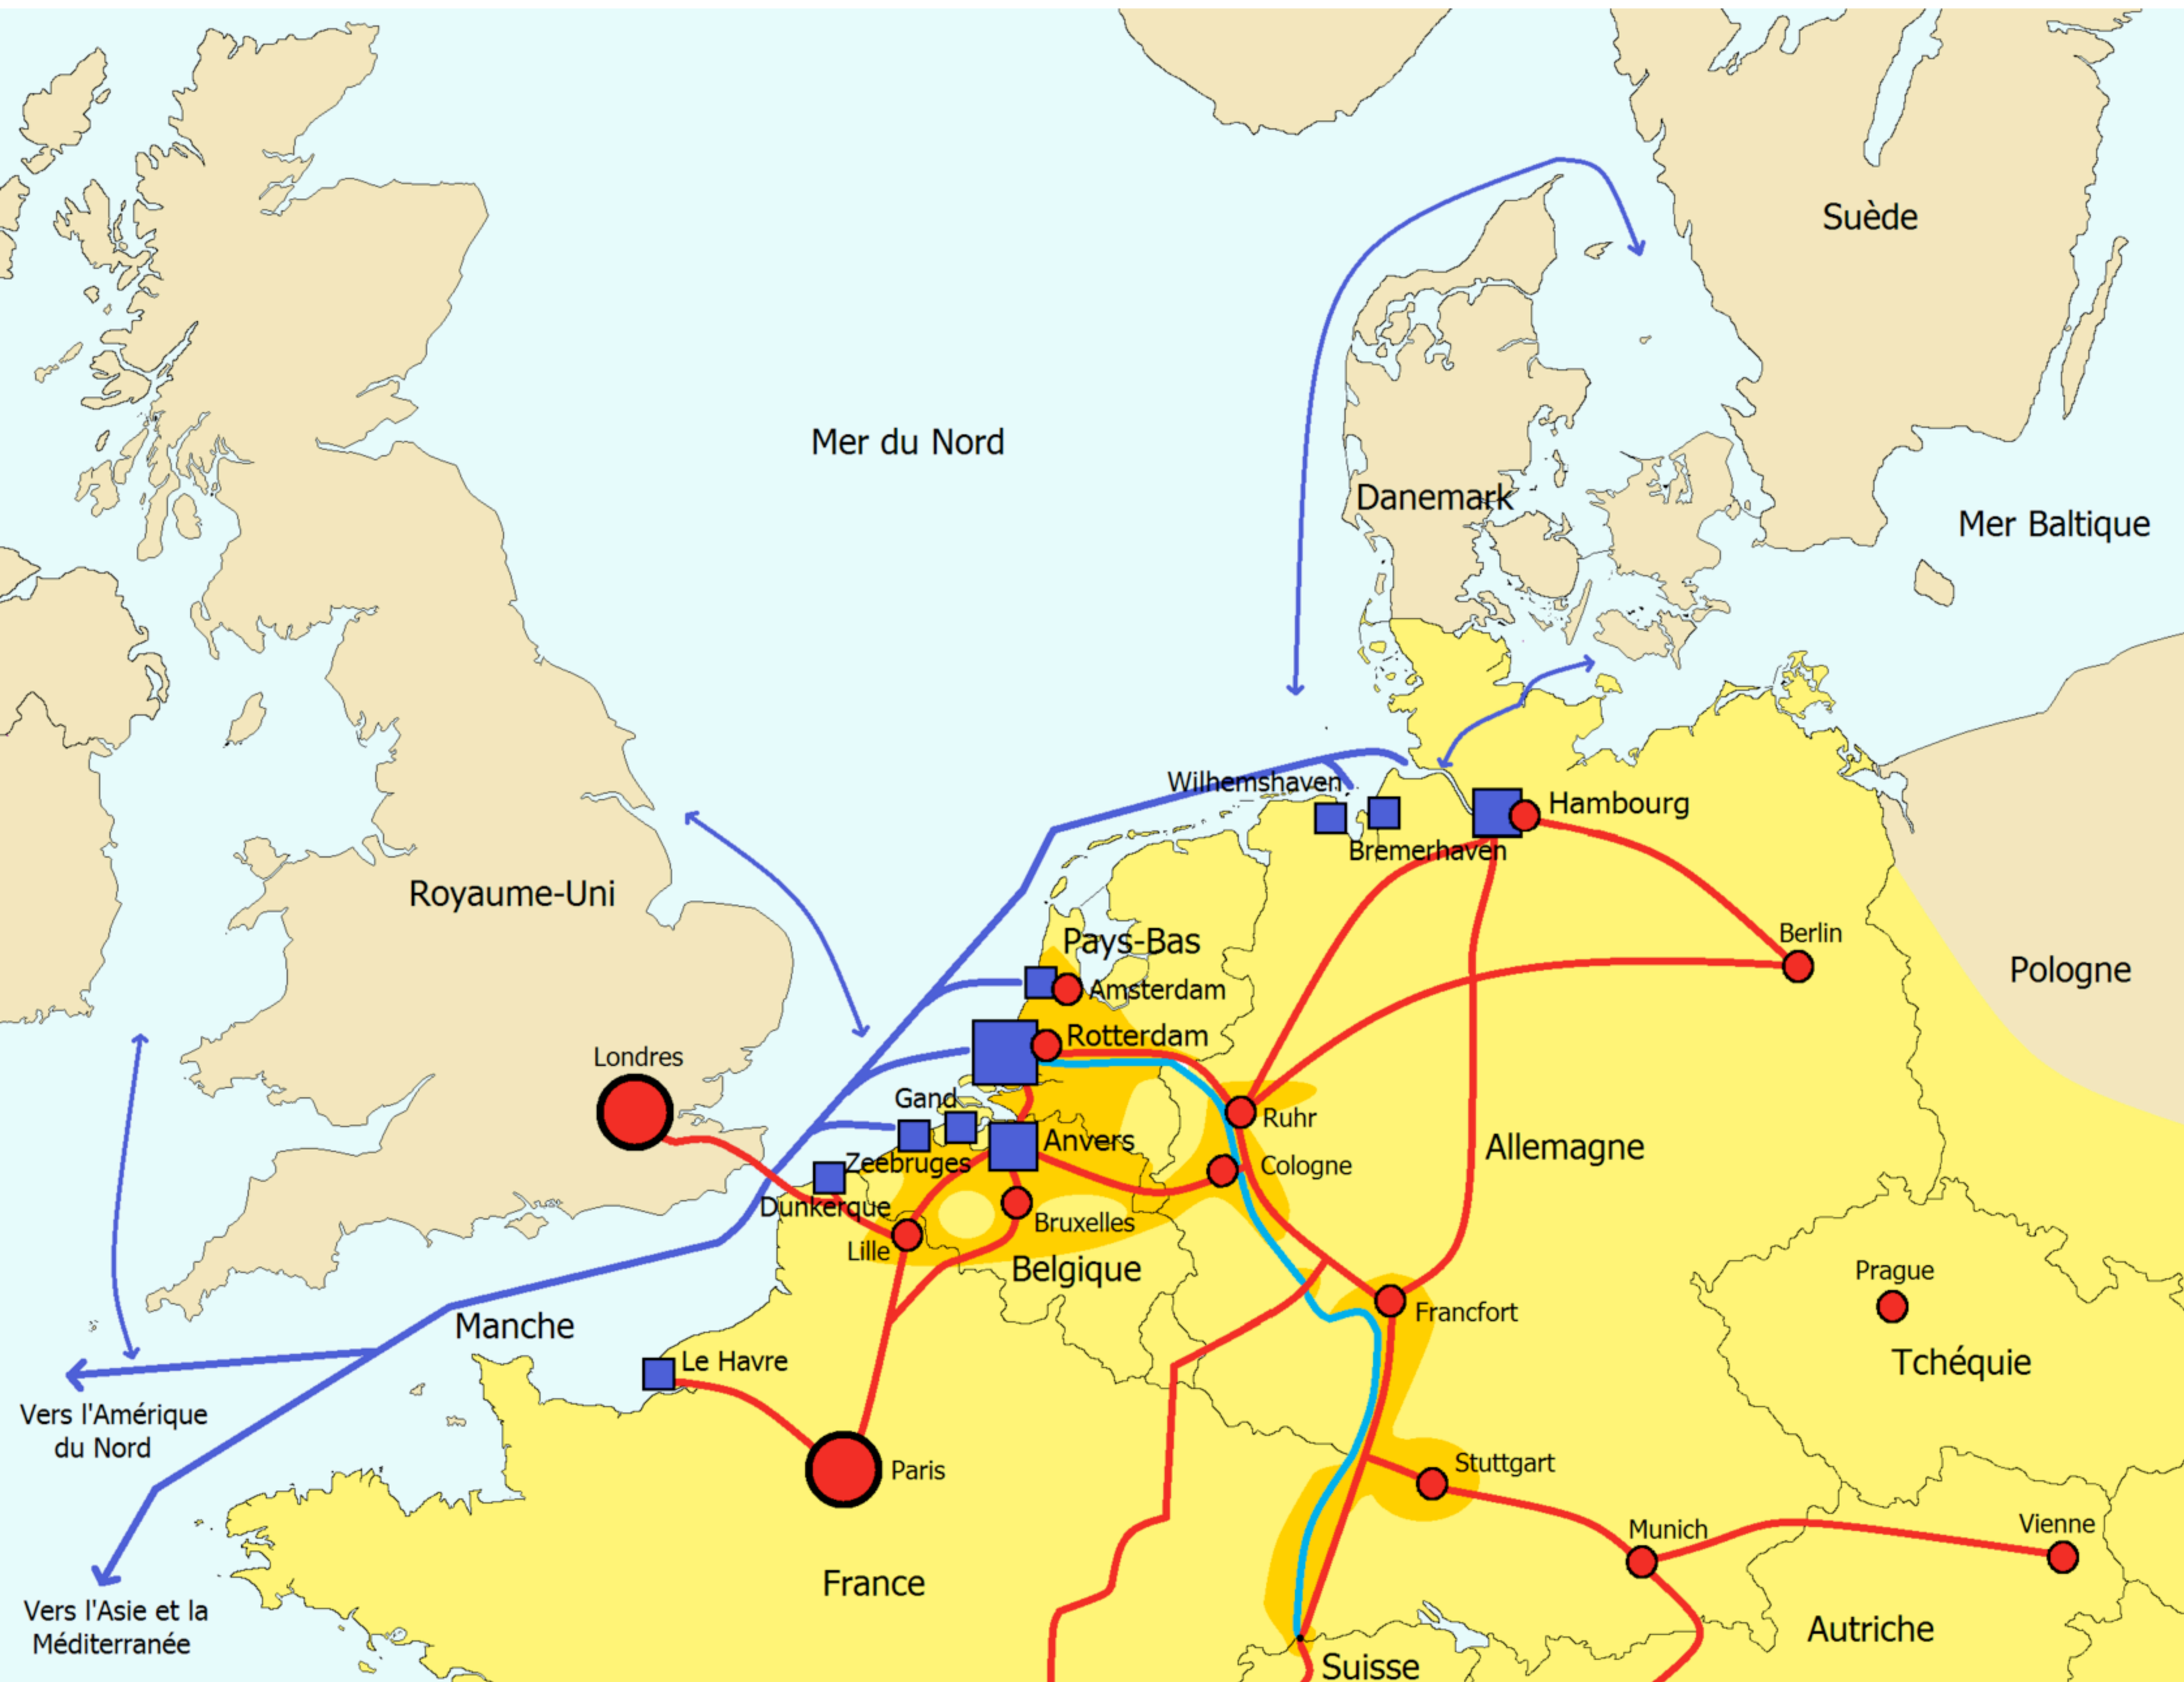 Suède
Mer du Nord
Danemark
Mer Baltique
Wilhemshaven
Hambourg
Bremerhaven
Royaume-Uni
Berlin
Pays-Bas
Pologne
Amsterdam
Rotterdam
Londres
Gand
Ruhr
Anvers
Allemagne
Zeebruges
Cologne
Dunkerque
Bruxelles
Lille
Belgique
Prague
Francfort
Manche
Le Havre
Tchéquie
Vers l'Amérique
du Nord
Stuttgart
Paris
Munich
Vienne
France
Vers l'Asie et la
Méditerranée
Autriche
Suisse